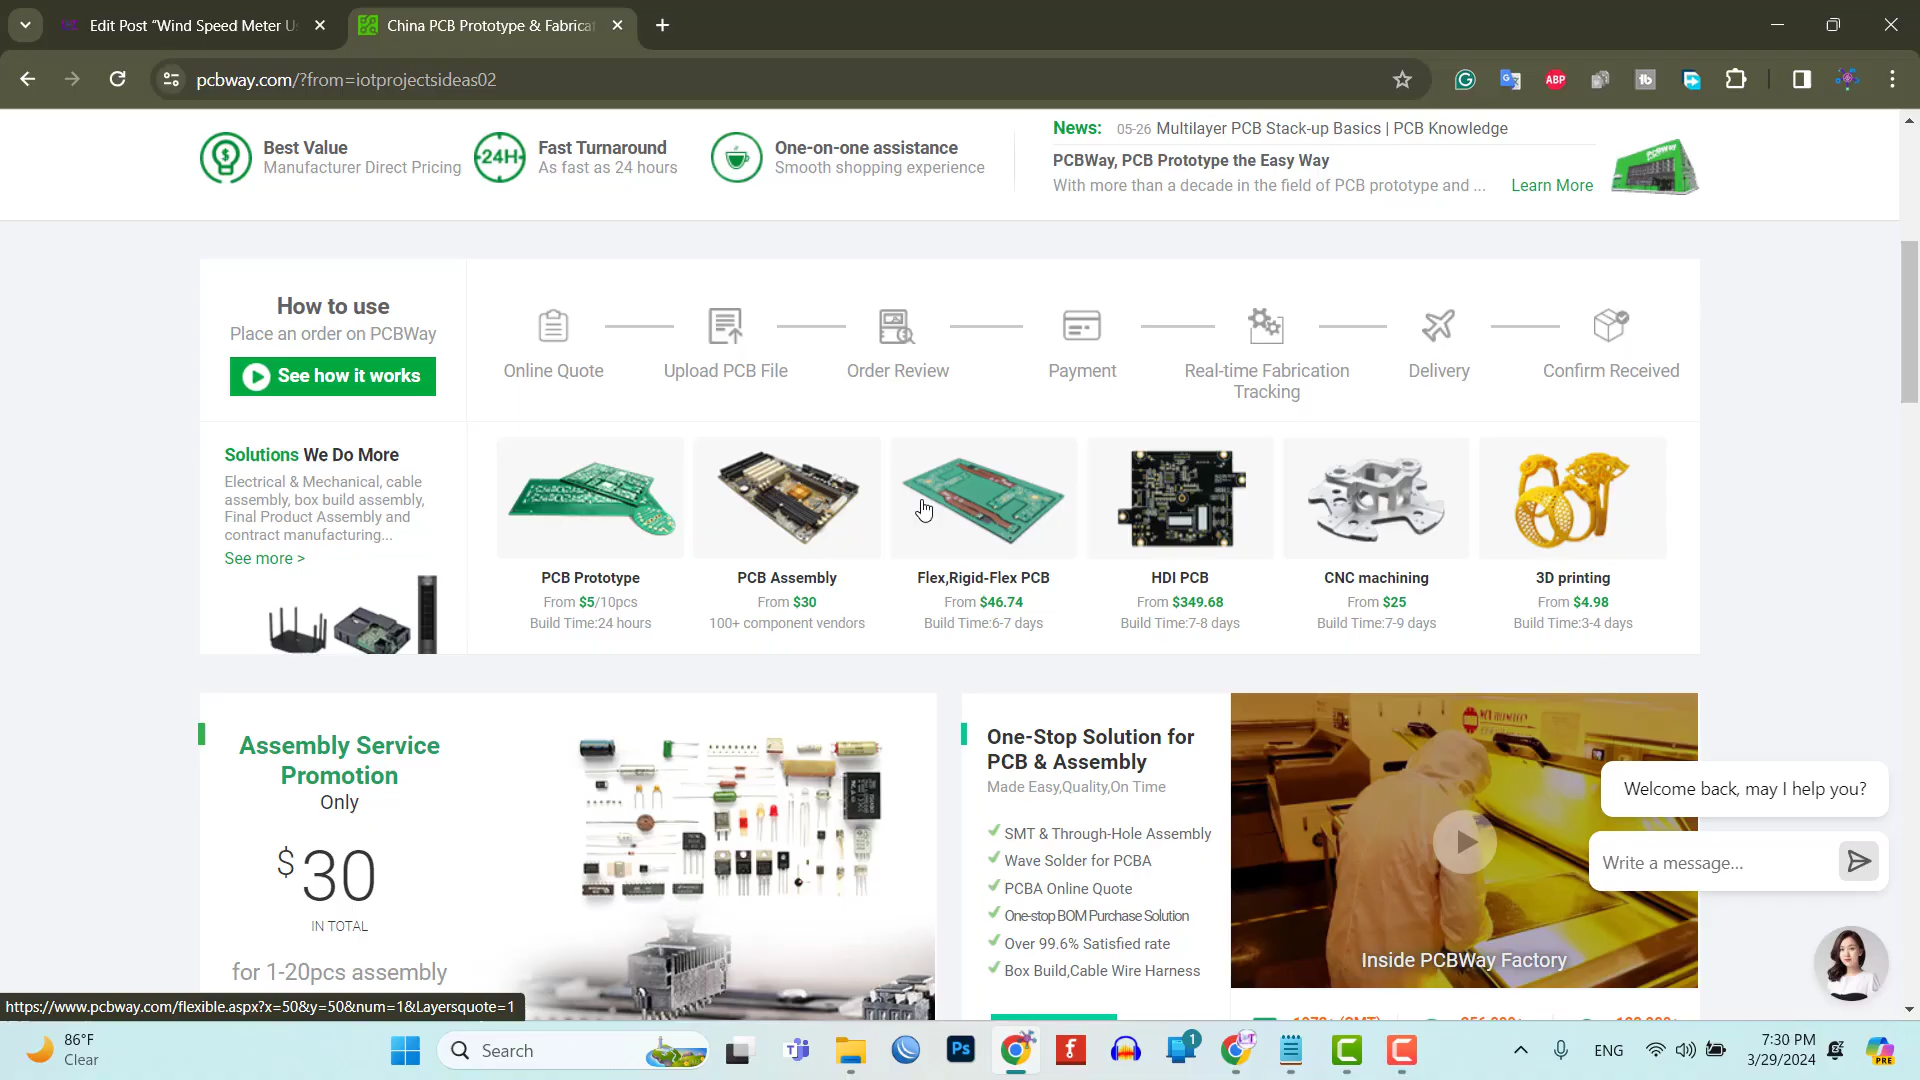 Edit Post “Wind Speed Meter U
China PCB Prototype & Fabrica
pcbway.com/?from=iotprojectsideas02
ABP
Best Value
Manufacturer Direct Pricing
24H
Fast Turnaround
As fast as 24 hours
One-on-one assistance
Smooth shopping experience
News: 05-26 Multilayer PCB Stack-up Basics | PCB Knowledge
PCBWay, PCB Prototype the Easy Way
With more than a decade in the field of PCB prototype and ... Learn More
How to use
Place an order on PCBWay
See how it works
Online Quote
Upload PCB File
Order Review
Payment
Real-time Fabrication
Tracking
Delivery
Confirm Received
Solutions We Do More
Electrical & Mechanical, cable
assembly, box build assembly,
Final Product Assembly and
contract manufacturing...
See more >
PCB Prototype
From $5/10pcs
Build Time:24 hours
PCB Assembly
From $30
100+ component vendors
Flex,Rigid-Flex PCB
From $46.74
Build Time:6-7 days
HDI PCB
From $349.68
Build Time:7-8 days
CNC machining
From $25
Build Time:7-9 days
3D printing
From $4.98
Build Time:3-4 days
Assembly Service
Promotion
Only
$30
IN TOTAL
for 1-20pcs assembly
One-Stop Solution for
PCB & Assembly
Made Easy,Quality,On Time
SMT & Through-Hole Assembly
Wave Solder for PCBA
PCBA Online Quote
One-stop BOM Purchase Solution
Over 99.6% Satisfied rate
Box Build,Cable Wire Harness
Inside PCBWay Factory
Welcome back, may I help you?
Write a message...
https://www.pcbway.com/flexible.aspx?x=50&y=50&num=1&Layersquote=1
86°F
Clear
Search
Ps
1
ENG
7:30 PM
3/29/2024
PRE